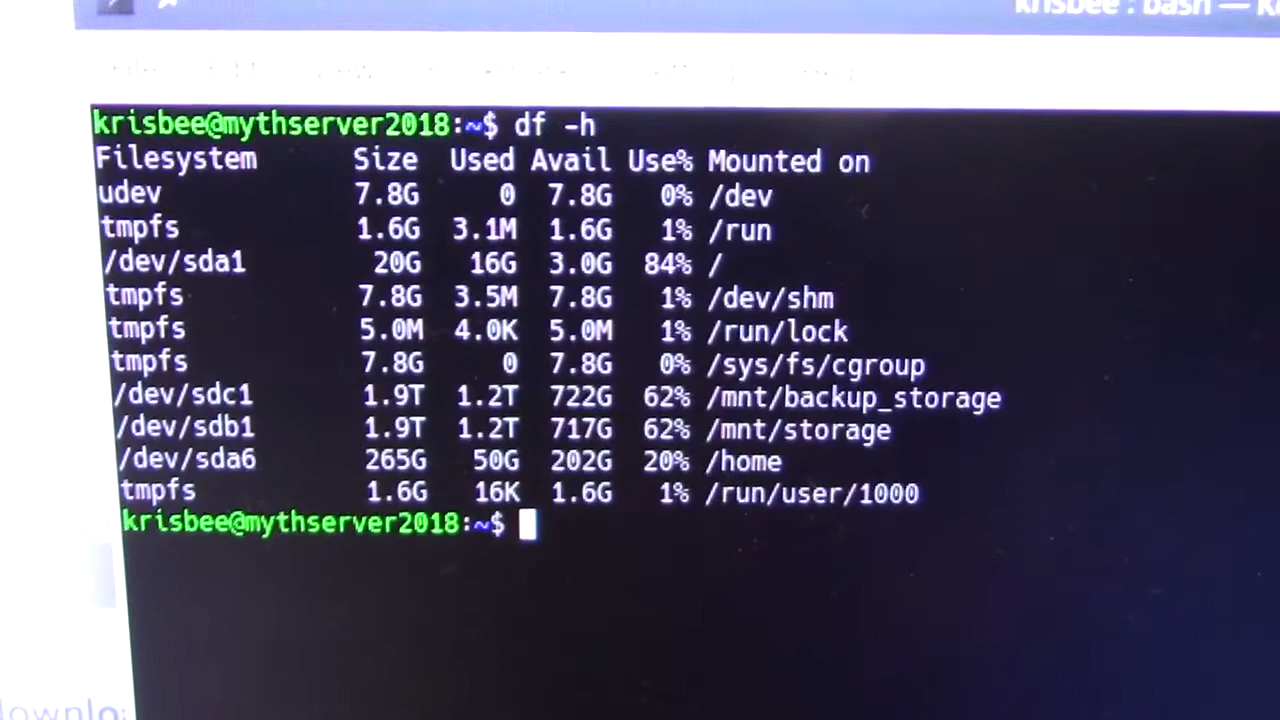 krisbee : bash —
krisbee@mythserver2018:~$ df -h
Filesystem Size Used Avail Use% Mounted on
udev 7.8G 0 7.8G 0% /dev
tmpfs 1.6G 3.1M 1.6G 1% /run
/dev/sda1 20G 16G 3.0G 84% /
tmpfs 7.8G 3.5M 7.8G 1% /dev/shm
tmpfs 5.0M 4.0K 5.0M 1% /run/lock
tmpfs 7.8G 0 7.8G 0% /sys/fs/cgroup
/dev/sdc1 1.9T 1.2T 722G 62% /mnt/backup_storage
/dev/sdb1 1.9T 1.2T 717G 62% /mnt/storage
/dev/sda6 265G 50G 202G 20% /home
tmpfs 1.6G 16K 1.6G 1% /run/user/1000
krisbee@mythserver2018:~$